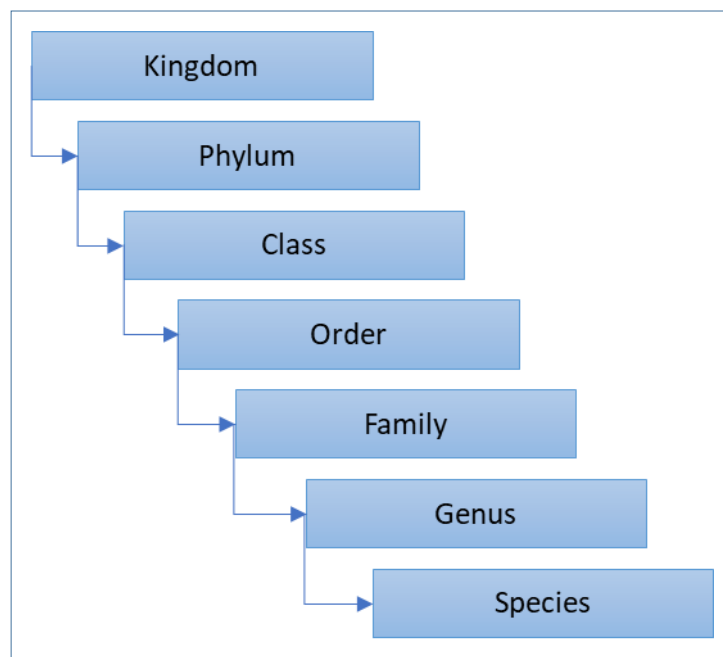 Kingdom
Phylum
Class
Order
Family
Genus
Species